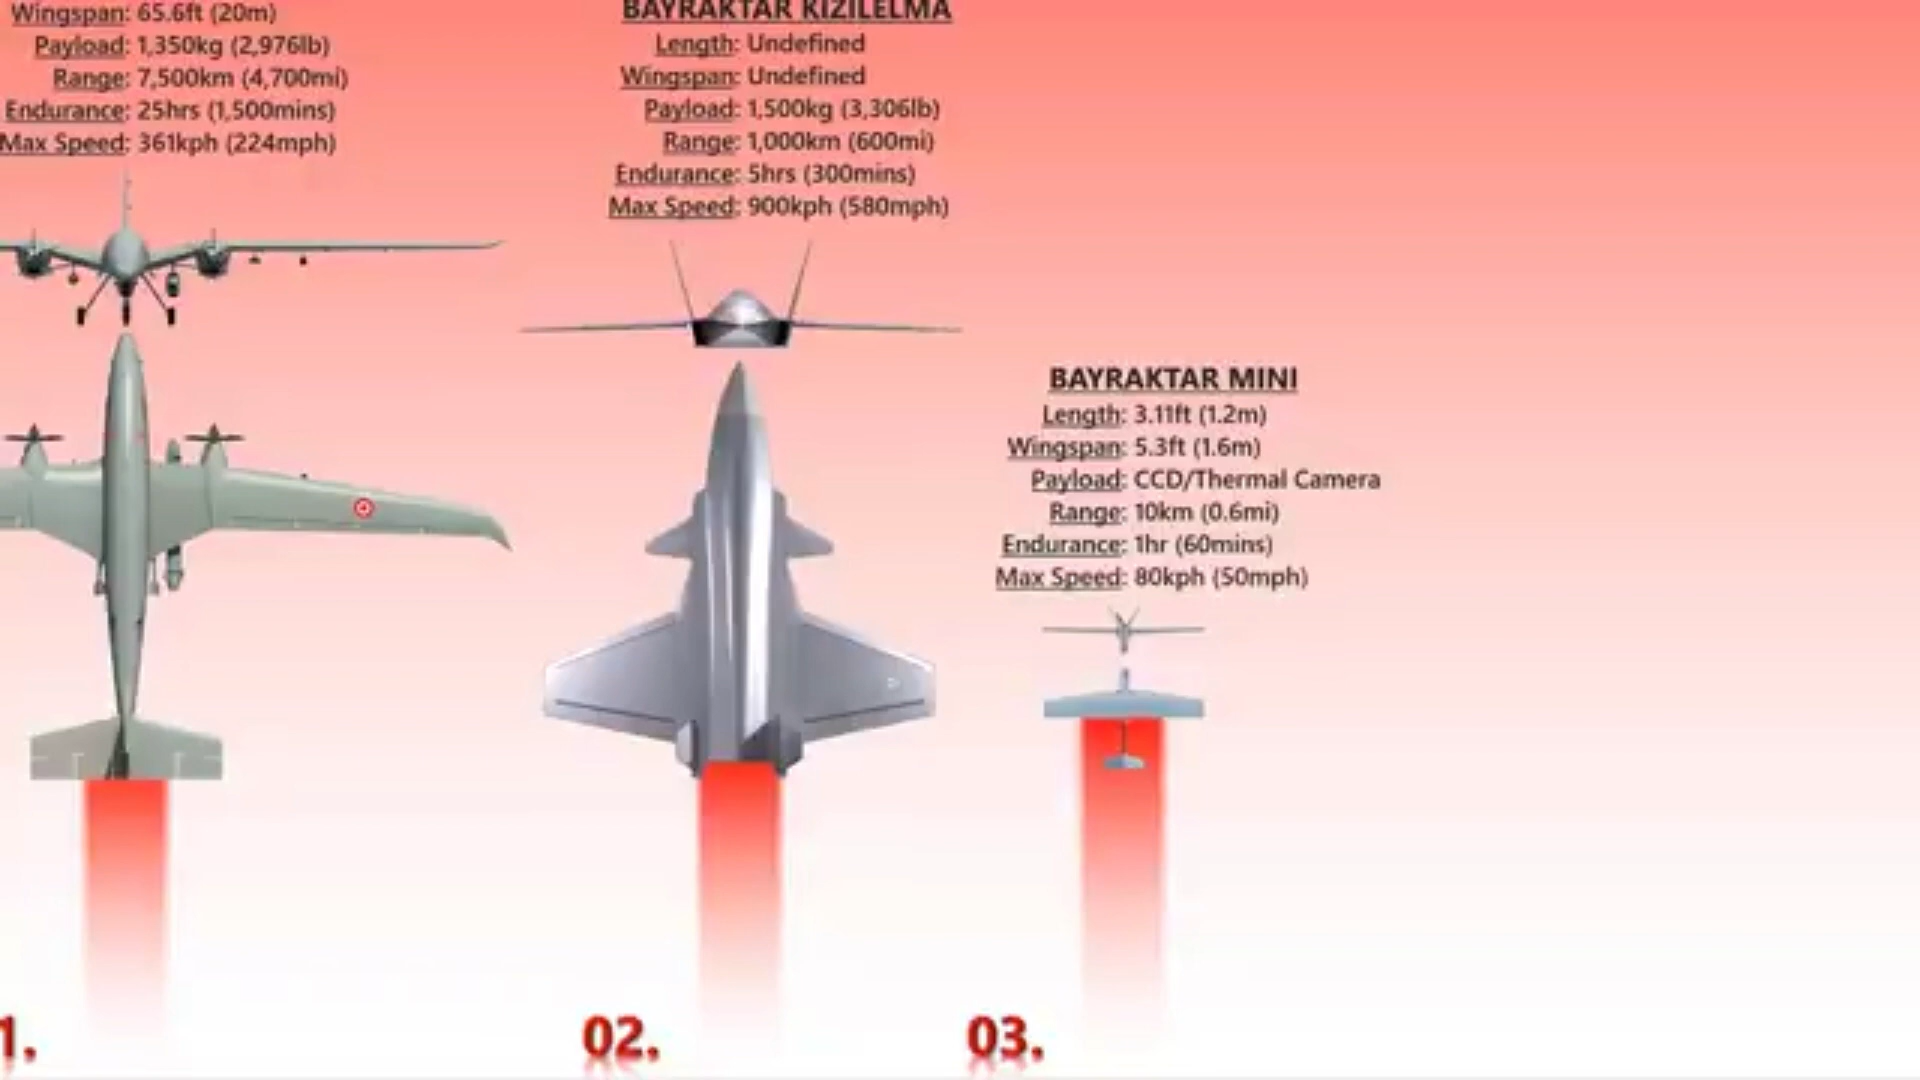 Wingspan: 65.6ft (20m)
Payload: 1,350kg (2,976lb)
Range: 7,500km (4,700mi)
Endurance: 25hrs (1,500mins)
Max Speed: 361kph (224mph)
BAYRAKTAR KIZILELMA
Length: Undefined
Wingspan: Undefined
Payload: 1,500kg (3,306lb)
Range: 1,000km (600mi)
Endurance: 5hrs (300mins)
Max Speed: 900kph (580mph)
BAYRAKTAR MINI
Length: 3.11ft (1.2m)
Wingspan: 5.3ft (1.6m)
Payload: CCD/Thermal Camera
Range: 10km (0.6mi)
Endurance: 1hr (60mins)
Max Speed: 80kph (50mph)
1.
02.
03.